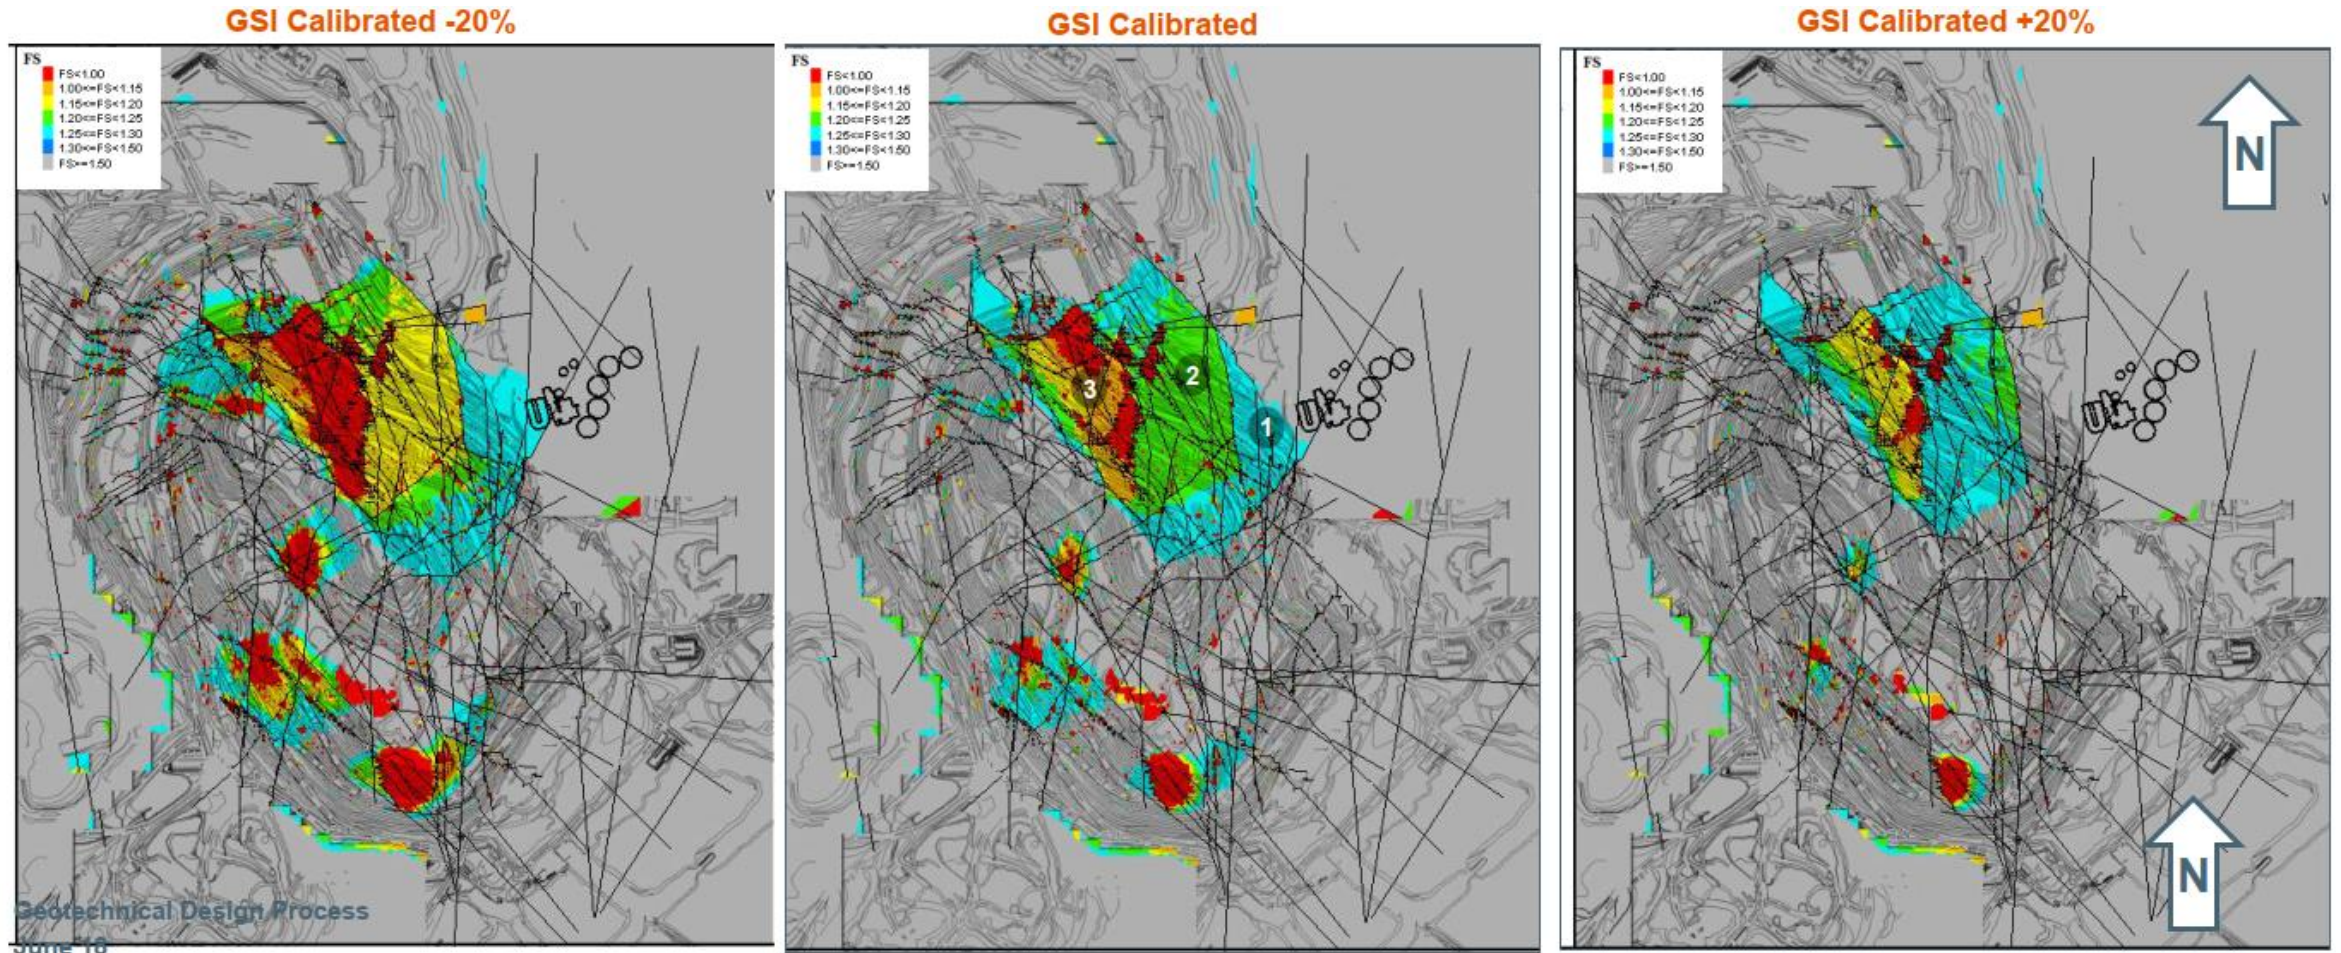 GSI Calibrated -20%
GSI Calibrated
GSI Calibrated +20%
FS
FS<1.00
1.00<=FS<1.15
1.15<=FS<1.20
1.20<=FS<1.25
1.25<=FS<1.30
1.30<=FS<1.50
FS>=1.50
FS
FS<1.00
1.00<=FS<1.15
1.15<=FS<1.20
1.20<=FS<1.25
1.25<=FS<1.30
1.30<=FS<1.50
FS>=1.50
FS
FS<1.00
1.00<=FS<1.15
1.15<=FS<1.20
1.20<=FS<1.25
1.25<=FS<1.30
1.30<=FS<1.50
FS>=1.50
N
2
3
1
N
Geotechnical Design Process
June 18